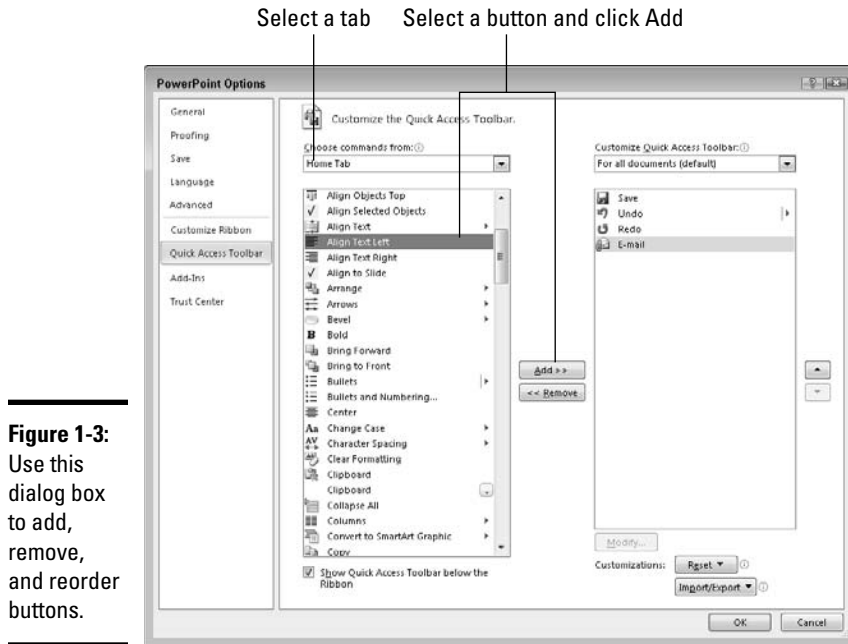 Select a tab
Select a button and click Add
PowerPoint Options
General
Proofing
Save
Language
Advanced
Customize Ribbon
Quick Access Toolbar
Add-Ins
Trust Center
Customize the Quick Access Toolbar.
Choose commands from:
Home Tab
Align Objects Top
Align Selected Objects
Align Text
Align Text Left
Align Text Right
Align to Slide
Arrange
Arrows
Bevel
Bold
Bring Forward
Bring to Front
Bullets
Bullets and Numbering...
Center
Change Case
Character Spacing
Clear Formatting
Clipboard
Clipboard
Collapse All
Columns
Convert to SmartArt Graphic
Copy
Show Quick Access Toolbar below the
Ribbon
Add >>
<< Remove
Customize Quick Access Toolbar:
For all documents (default)
Save
Undo
Redo
E-mail
Modify...
Customizations:
Reset
Import/Export
OK
Cancel
Figure 1-3:
Use this
dialog box
to add,
remove,
and reorder
buttons.